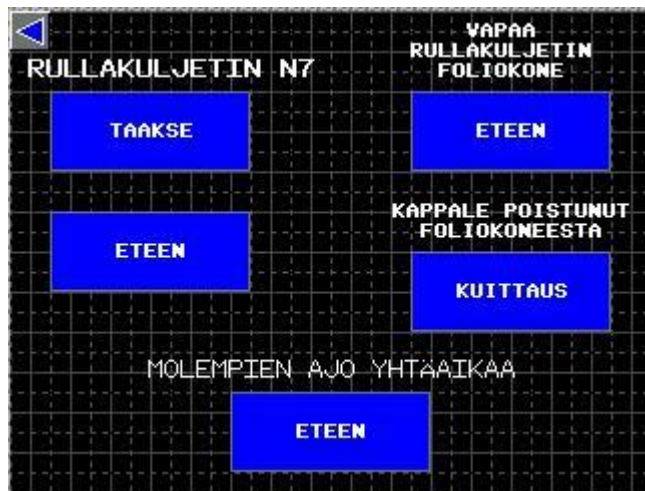 RULLAKULJETIN N7
TAAKSE
ETEEN
VAPAA
RULLAKULJETIN
FOLIOKONE
ETEEN
KAPPALE POISTUNUT
FOLIOKONEESTA
KUITTAUS
MOLEMPIEN AJO YHTÄAIKAA
ETEEN